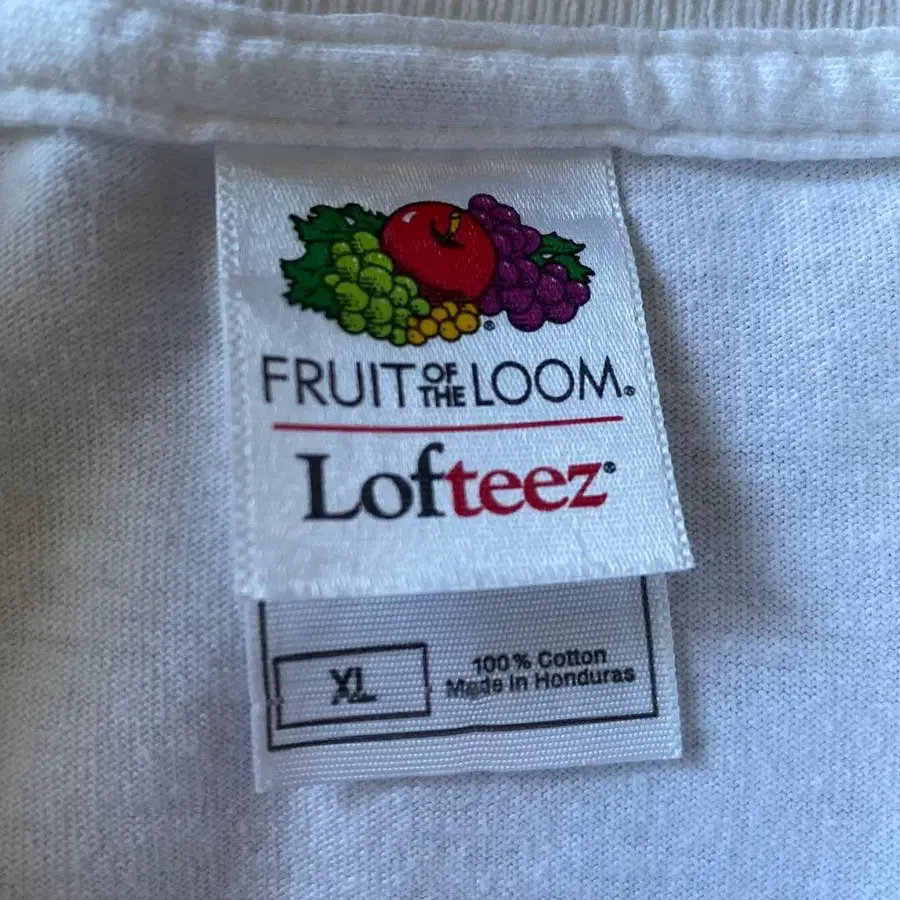 FRUIT OF THE LOOM®
Lofteez®
XL
100% Cotton
Made in Honduras